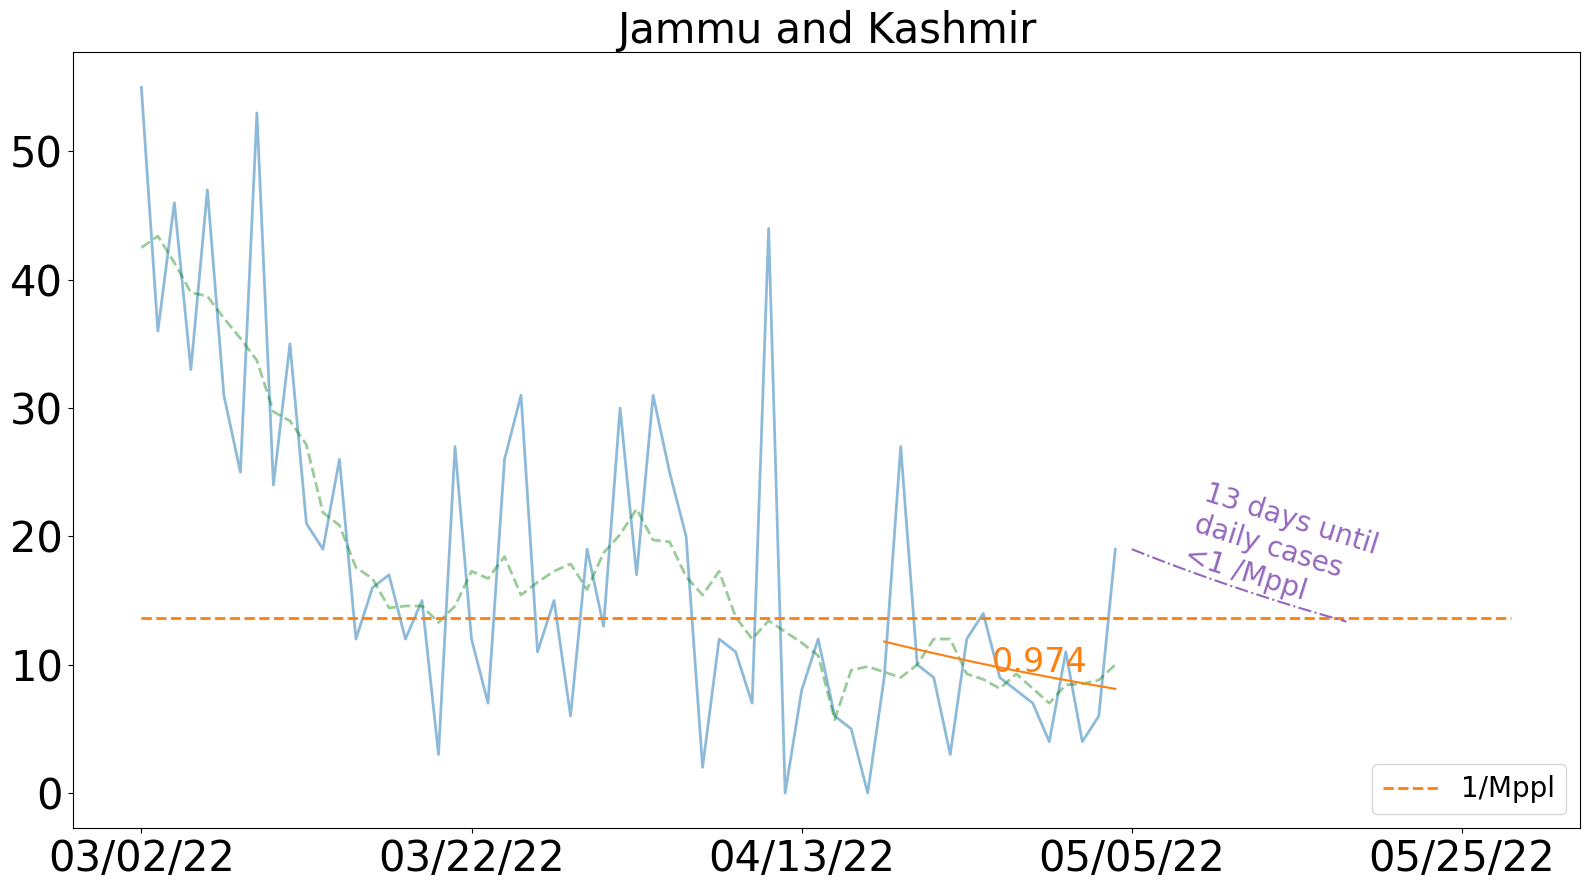 Jammu and Kashmir
50
40
30
20
10
0
13 days until
daily cases
<1 /Mppl
0.974
1/Mppl
03/02/22
03/22/22
04/13/22
05/05/22
05/25/22